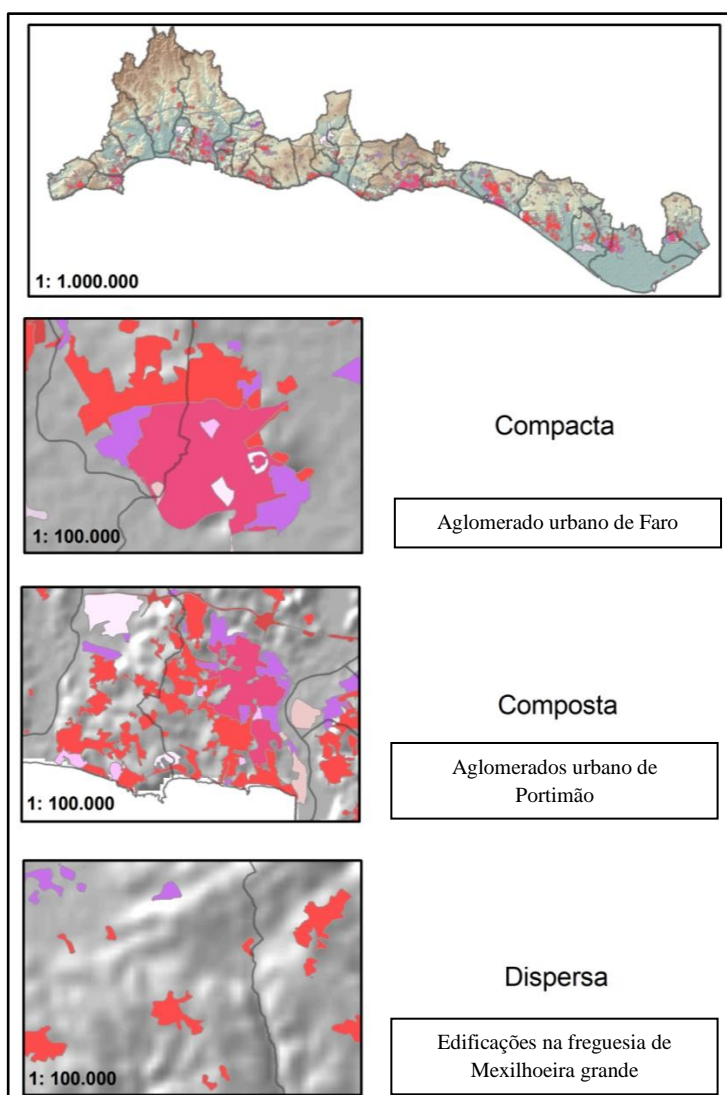 1: 1.000.000
Compacta
Aglomerado urbano de Faro
1: 100.000
Composta
Aglomerados urbano de
Portimão
1: 100.000
Dispersa
Edificações na freguesia de
Mexilhoeira grande
1: 100.000